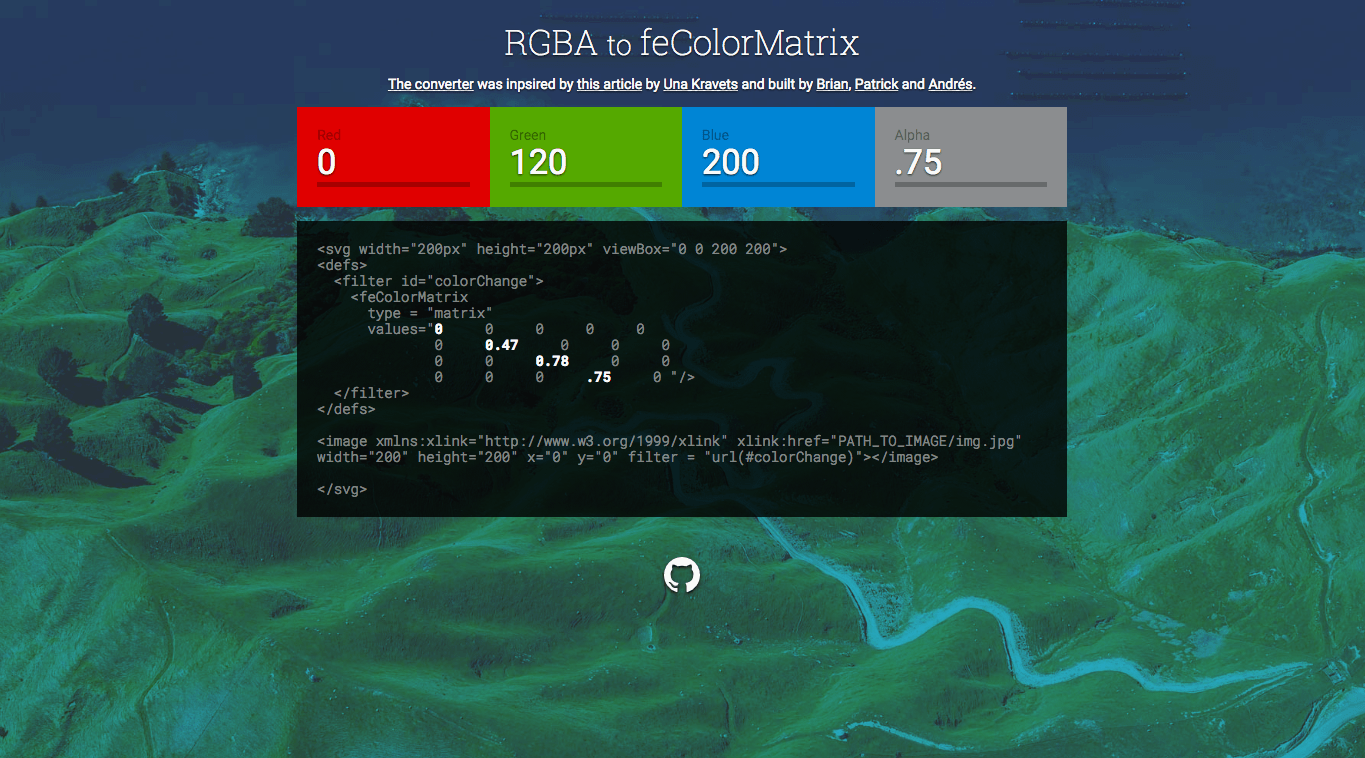 RGBA to feColorMatrix
The converter was inpsired by this article by Una Kravets and built by Brian, Patrick and Andrés.
Red
Green
Blue
Alpha
0
120
200
.75
<svg width="200px" height="200px" viewBox="0 0 200 200">
<defs>
<filter id="colorChange">
<feColorMatrix
type = "matrix"
values="0 0 0 0 0
0 0.47 0 0 0
0 0 0.78 0 0
0 0 0 .75 0 "/>
</filter>
</defs>
<image xmlns:xlink="http://www.w3.org/1999/xlink" xlink:href="PATH_TO_IMAGE/img.jpg"
width="200" height="200" x="0" y="0" filter = "url(#colorChange)"></image>
</svg>